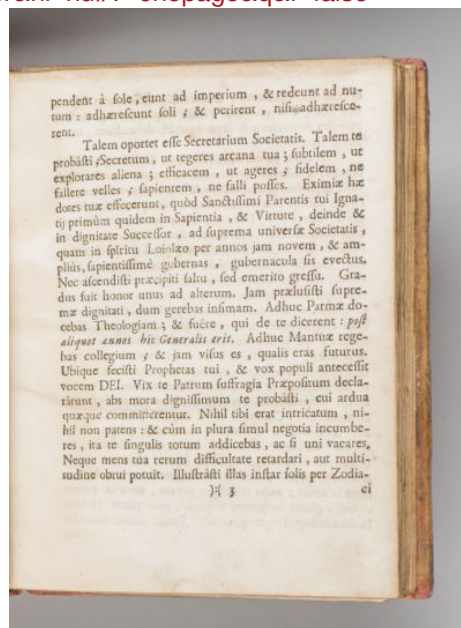 pendent à sole, eunt ad imperium, & redeunt ad nu-
tum: adhærescunt soli; & perirent, nisi adhæresce-
rent.
Talem oportet esse Secretarium Societatis. Talem te
probâsti; Secretum, ut tegeres arcana tua; subtilem, ut
explorares aliena; efficacem, ut ageres; fidelem, ne
fallere velles; sapientem, ne falli posses. Eximiæ hæ
dotes tuæ effecerunt, quòd Sanctissimi Parentis tui Igna-
tij primùm quidem in Sapientia, & Virtute, deinde &
in dignitate Successor, ad suprema universæ Societatis,
quam in spiritu Loiolæo per annos jam novem, & am-
plius, sapientissimè gubernas, gubernacula sis evectus.
Nec ascendisti præcipiti saltu, sed emerito gressu. Gra-
dus fuit honor unus ad alterum. Jam prælusisti supre-
mæ dignitati, dum gerebas infimam. Adhuc Parmæ do-
cebas Theologiam; & fuêre, qui de te dicerent: post
aliquot annos hic Generalis erit. Adhuc Mantuæ rege-
bas collegium; & jam visus es, qualis eras futurus.
Ubique fecisti Prophetas tui, & vox populi antecessit
vocem DEI. Vix te Patrum suffragia Præpositum decla-
rârunt, abs mora dignissimum te probâsti, cui ardua
quæque committerentur. Nihil tibi erat intricatum, ni-
hil non patens: & cùm in plura simul negotia incumbe-
res, ita te singulis totum addicebas, ac si uni vacares.
Neque mens tua rerum difficultate retardari, aut mul­ti-
tudine obrui potuit. Illustrâsti illas instar solis per Zodia-
)( 3 ci